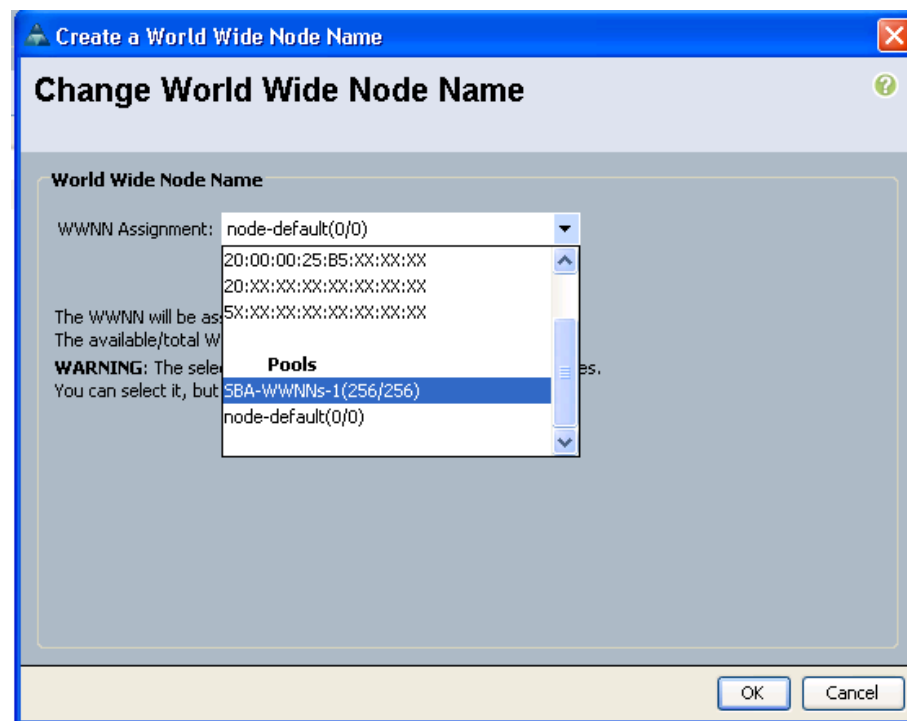 Create a World Wide Node Name
Change World Wide Node Name
World Wide Node Name
WWNN Assignment: node-default(0/0)
20:00:00:25:B5:XX:XX:XX
20:XX:XX:XX:XX:XX:XX:XX
5X:XX:XX:XX:XX:XX:XX:XX
The WWNN will be
The available/total
Pools
WARNING: The
SBA-WWNNs-1(256/256)
You can select it, but
node-default(0/0)
OK Cancel